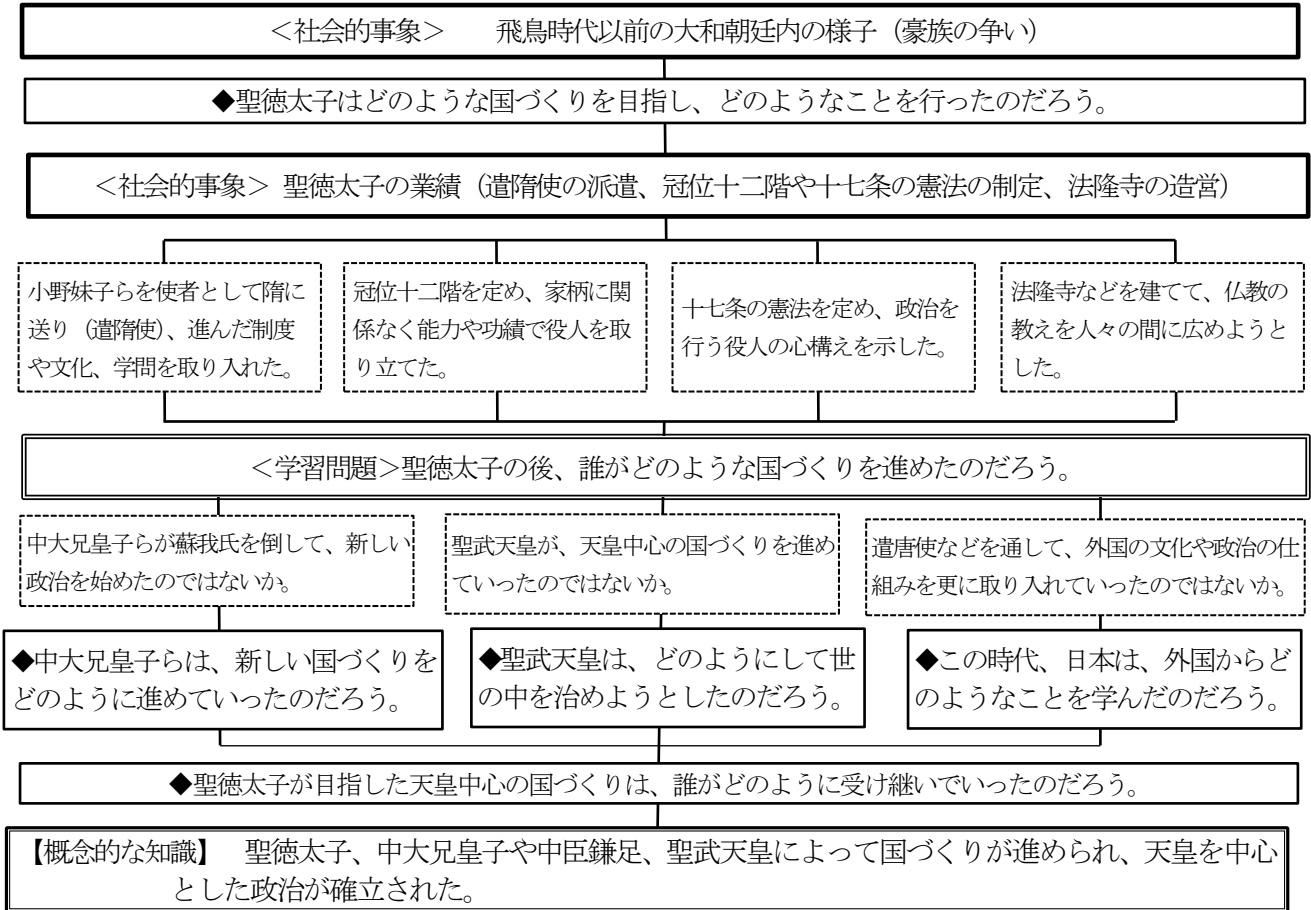 ＜社会的事象＞　　飛鳥時代以前の大和朝廷内の様子（豪族の争い）
◆聖徳太子はどのような国づくりを目指し、どのようなことを行ったのだろう。
＜社会的事象＞ 聖徳太子の業績（遣隋使の派遣、冠位十二階や十七条の憲法の制定、法隆寺の造営）
小野妹子らを使者として隋に
送り（遣隋使）、進んだ制度
や文化、学問を取り入れた。
冠位十二階を定め、家柄に関
係なく能力や功績で役人を取
り立てた。
十七条の憲法を定め、政治を
行う役人の心構えを示した。
法隆寺などを建てて、仏教の
教えを人々の間に広めようと
した。
＜学習問題＞聖徳太子の後、誰がどのような国づくりを進めたのだろう。
中大兄皇子らが蘇我氏を倒して、新しい
政治を始めたのではないか。
聖武天皇が、天皇中心の国づくりを進め
ていったのではないか。
遣唐使などを通して、外国の文化や政治の仕
組みを更に取り入れていったのではないか。
◆中大兄皇子らは、新しい国づくりを
どのように進めていったのだろう。
◆聖武天皇は、どのようにして世
の中を治めようとしたのだろう。
◆この時代、日本は、外国からど
のようなことを学んだのだろう。
◆聖徳太子が目指した天皇中心の国づくりは、誰がどのように受け継いでいったのだろう。
【概念的な知識】　聖徳太子、中大兄皇子や中臣鎌足、聖武天皇によって国づくりが進められ、天皇を中心
とした政治が確立された。